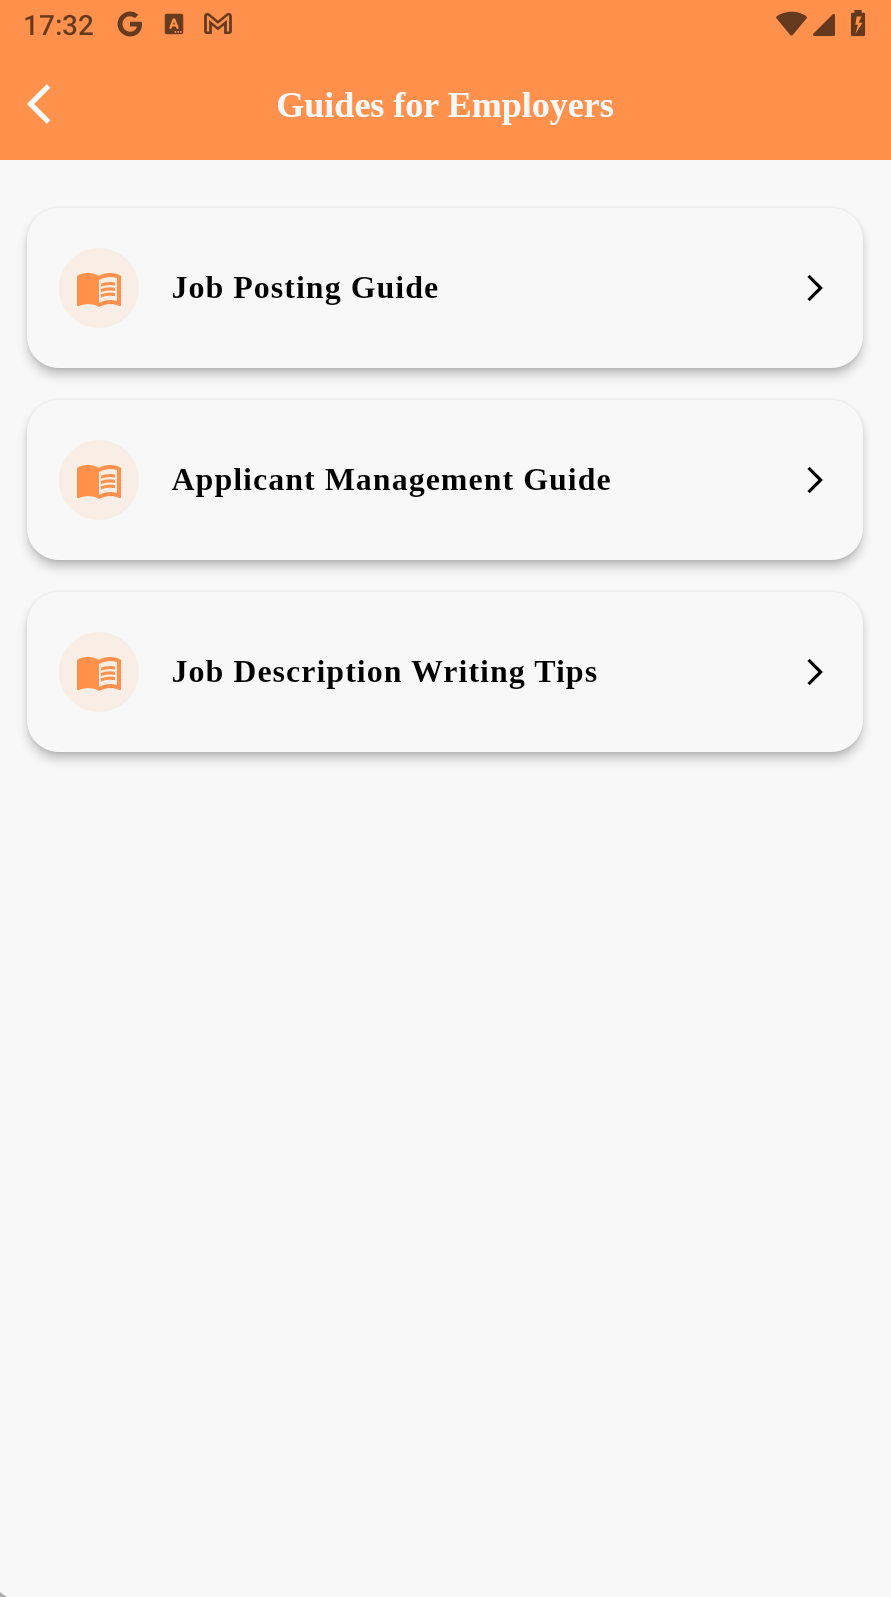 17:32
Guides for Employers
Job Posting Guide
Applicant Management Guide
Job Description Writing Tips